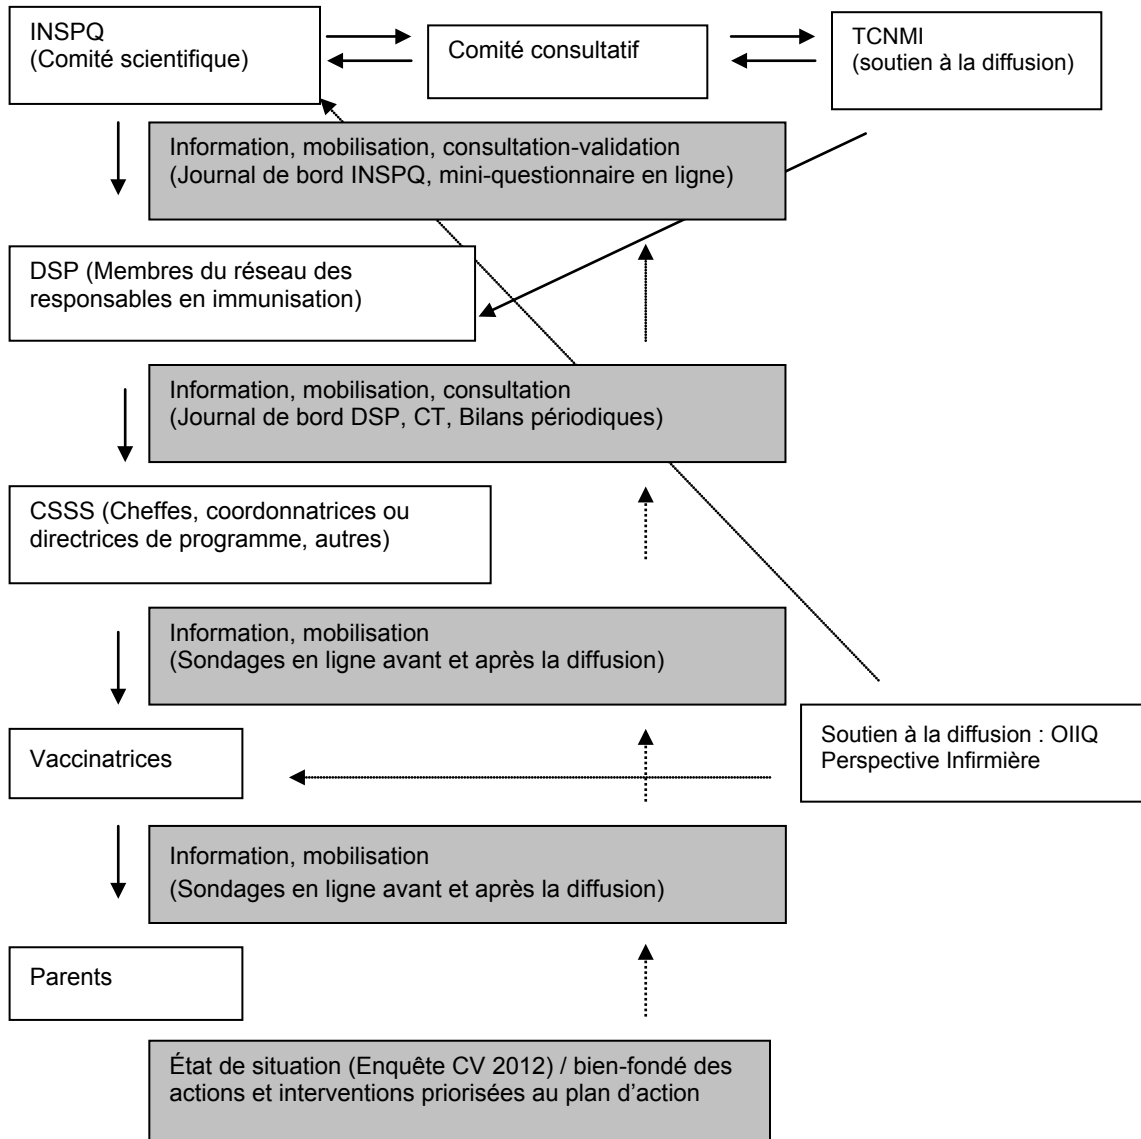 INSPQ
(Comité scientifique)
Comité consultatif
TCNMI
(soutien à la diffusion)
Information, mobilisation, consultation-validation
(Journal de bord INSPQ, mini-questionnaire en ligne)
DSP (Membres du réseau des
responsables en immunisation)
Information, mobilisation, consultation
(Journal de bord DSP, CT, Bilans périodiques)
CSSS (Cheffes, coordonnatrices ou
directrices de programme, autres)
Information, mobilisation
(Sondages en ligne avant et après la diffusion)
Vaccinatrices
Soutien à la diffusion : OIIQ
Perspective Infirmière
Information, mobilisation
(Sondages en ligne avant et après la diffusion)
Parents
État de situation (Enquête CV 2012) / bien-fondé des
actions et interventions priorisées au plan d'action